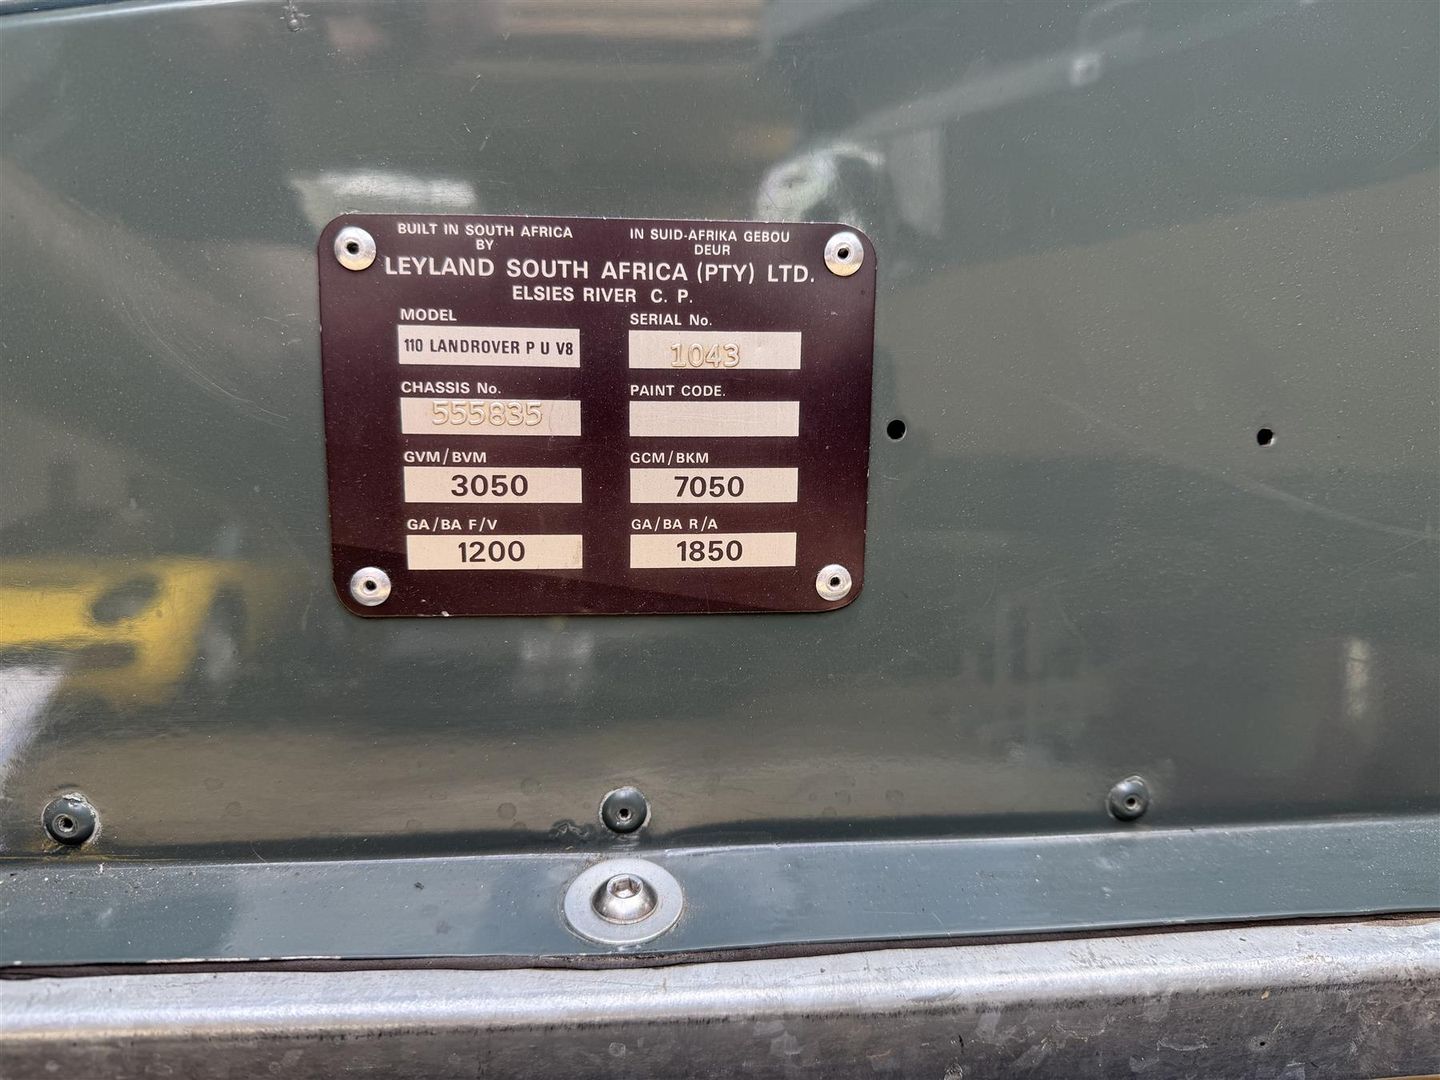 BUILT IN SOUTH AFRICA IN SUID-AFRIKA GEBOU
BY DEUR
LEYLAND SOUTH AFRICA (PTY) LTD.
ELSIES RIVER C. P.
MODEL SERIAL No.
110 LANDROVER P U V8 1043
CHASSIS No. PAINT CODE.
555835
GVM/BVM GCM/BKM
3050 7050
GA/BA F/V GA/BA R/A
1200 1850